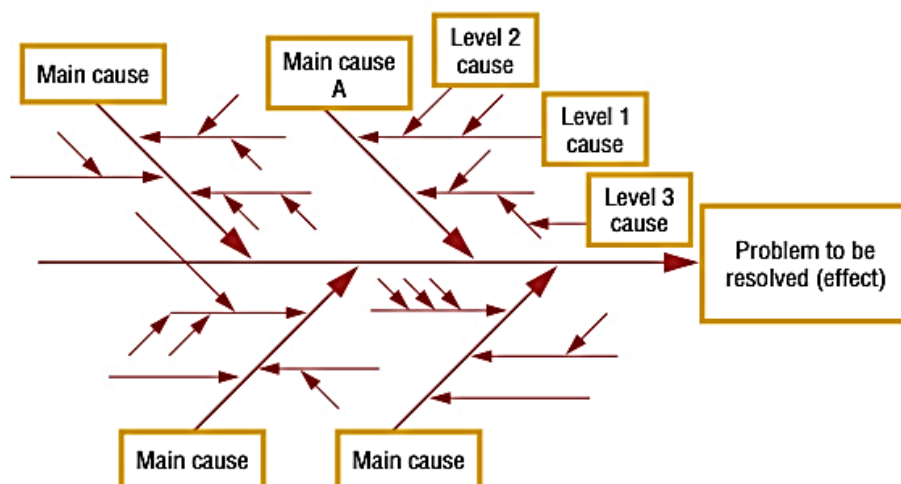 Main cause
Main cause
A
Level 2
cause
Level 1
cause
Level 3
cause
Problem to be
resolved (effect)
Main cause
Main cause